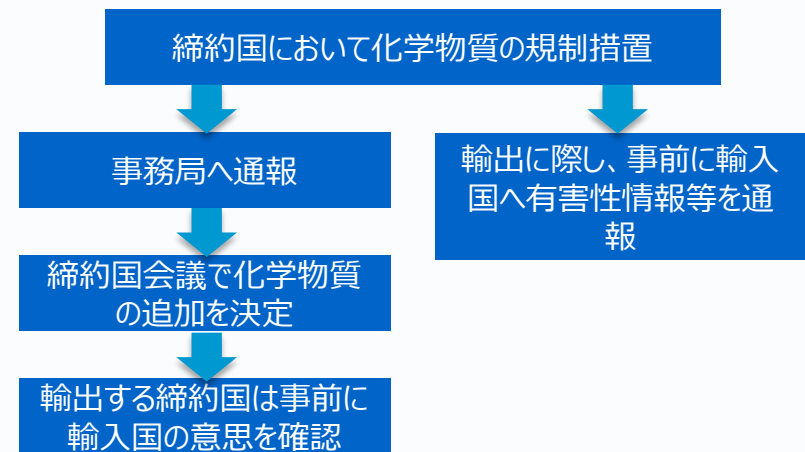 締約国において化学物質の規制措置
事務局へ通報
締約国会議で化学物質
の追加を決定
輸出する締約国は事前に
輸入国の意思を確認
輸出に際し、事前に輸入
国へ有害性情報等を通
報